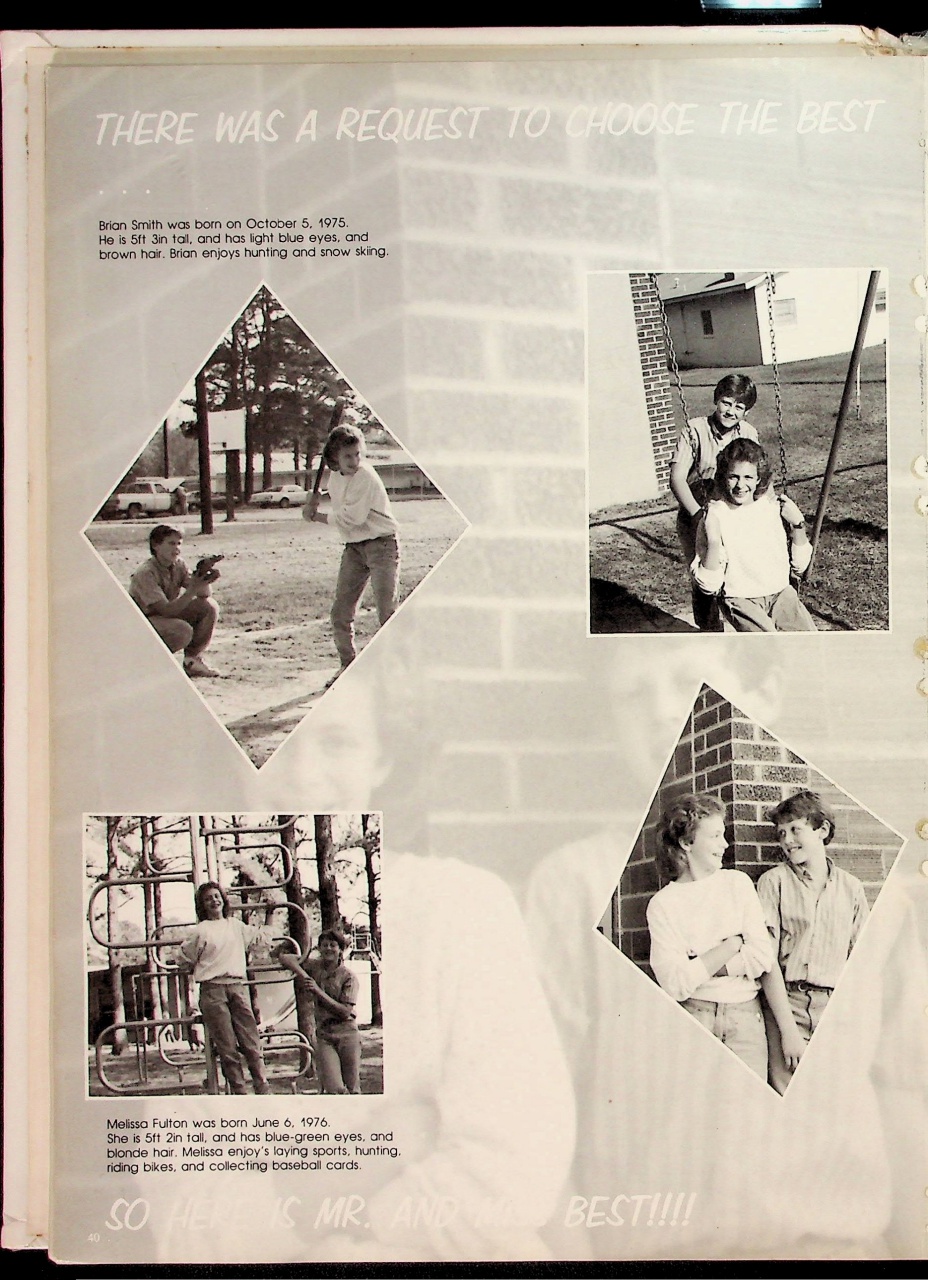 THERE WAS A REQUEST TO CHOOSE THE BEST
. . .
Brian Smith was born on October 5, 1975.
He is 5ft 3in tall, and has light blue eyes, and
brown hair. Brian enjoys hunting and snow skiing.
Melissa Fulton was born June 6, 1976.
She is 5ft 2in tall, and has blue-green eyes, and
blonde hair. Melissa enjoy's laying sports, hunting,
riding bikes, and collecting baseball cards.
SO HERE IS MR. AND BEST!!!!
40